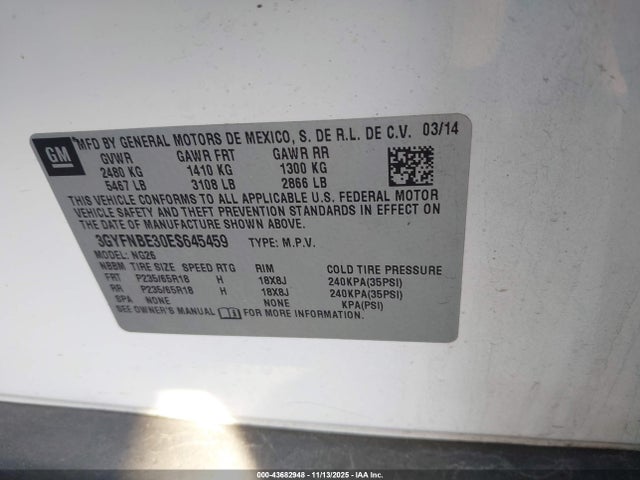 GM
MFD BY GENERAL MOTORS DE MEXICO, S. DE R.L. DE C.V. 03/14
GVWR GAWR FRT GAWR RR
2480 KG 1410 KG 1300 KG
5467 LB 3108 LB 2866 LB
THIS VEHICLE CONFORMS TO ALL APPLICABLE U.S. FEDERAL MOTOR
VEHICLE SAFETY AND THEFT PREVENTION STANDARDS IN EFFECT ON
THE DATE OF MANUFACTURE SHOWN ABOVE.
3GYFNBE30ES645459 TYPE: M.P.V.
MODEL: NG26
NBBM TIRE SIZE SPEED RTG RIM COLD TIRE PRESSURE
FRT P235/65R18 H 18X8J 240KPA(35PSI)
RR P235/65R18 H 18X8J 240KPA(35PSI)
SPA NONE NONE KPA(PSI)
SEE OWNER'S MANUAL FOR MORE INFORMATION.
© IAAI - 43682948 - 11/13/2025 - IAAI.com